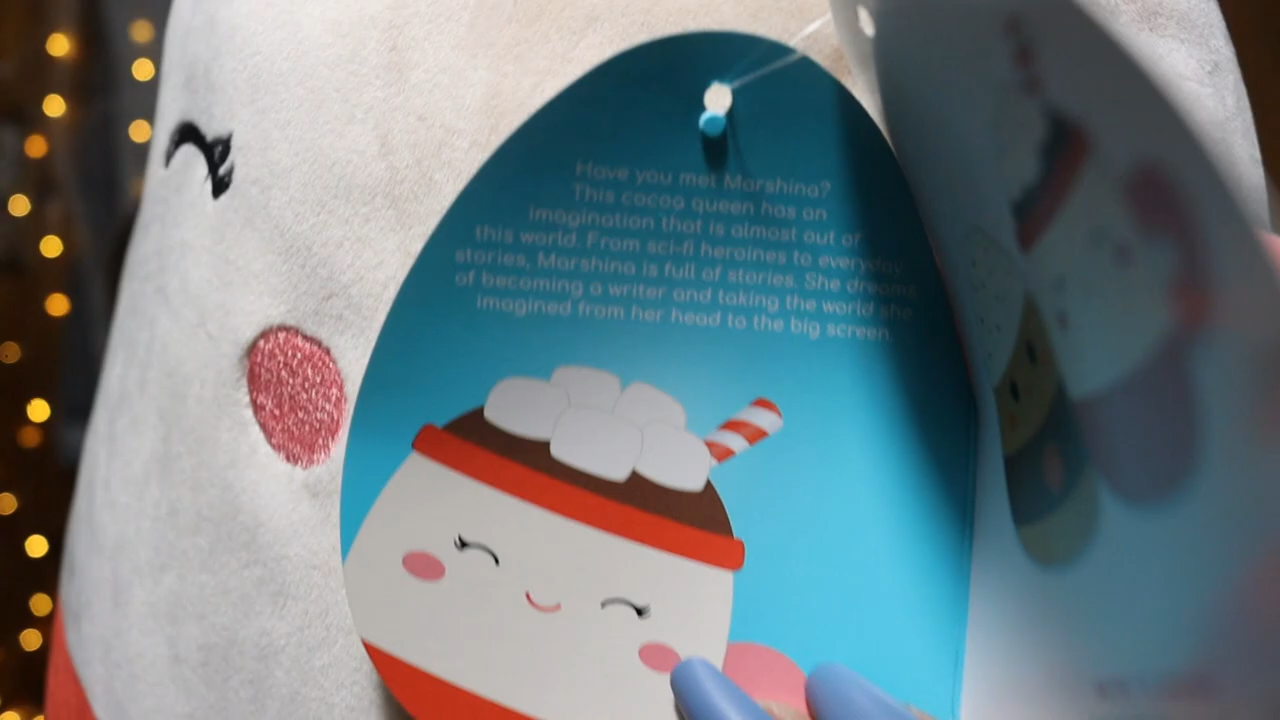 Have you met Marshina?
This cocoa queen has an
imagination that is almost out of
this world. From sci-fi heroines to everyday
stories, Marshina is full of stories. She dreams
of becoming a writer and taking the world she
imagined from her head to the big screen.